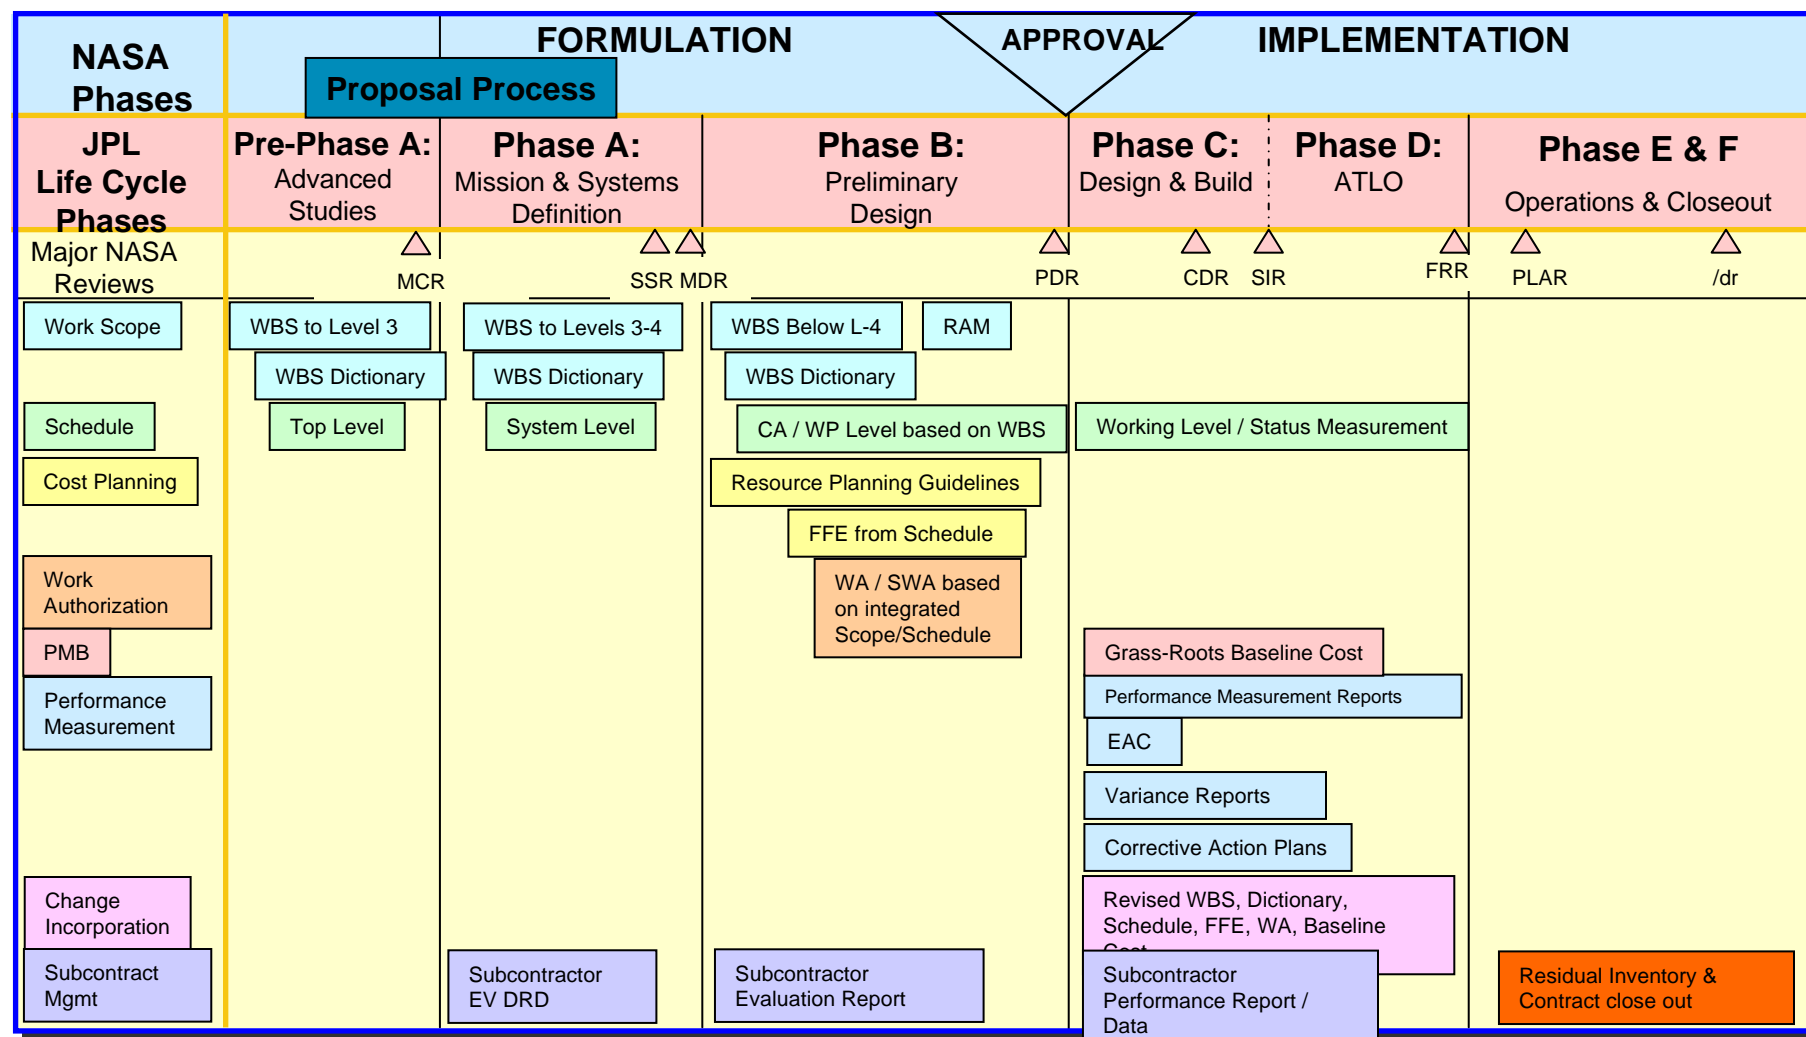 NASA
Phases
FORMULATION
APPROVAL
IMPLEMENTATION
Proposal Process
JPL
Life Cycle
Phases
Pre-Phase A:
Advanced
Studies
Phase A:
Mission & Systems
Definition
Phase B:
Preliminary
Design
Phase C:
Design & Build
Phase D:
ATLO
Phase E & F
Operations & Closeout
Major NASA
Reviews
MCR
SSR
MDR
PDR
CDR
SIR
FRR
PLAR
/dr
Work Scope
WBS to Level 3
WBS to Levels 3-4
WBS Below L-4
RAM
WBS Dictionary
WBS Dictionary
WBS Dictionary
Schedule
Top Level
System Level
CA / WP Level based on WBS
Working Level / Status Measurement
Cost Planning
Resource Planning Guidelines
FFE from Schedule
Work
Authorization
WA / SWA based
on integrated
Scope/Schedule
PMB
Grass-Roots Baseline Cost
Performance
Measurement
Performance Measurement Reports
EAC
Variance Reports
Corrective Action Plans
Change
Incorporation
Revised WBS, Dictionary,
Schedule, FFE, WA, Baseline
Cost
Subcontract
Mgmt
Subcontractor
EV DRD
Subcontractor
Evaluation Report
Subcontractor
Performance Report /
Data
Residual Inventory &
Contract close out